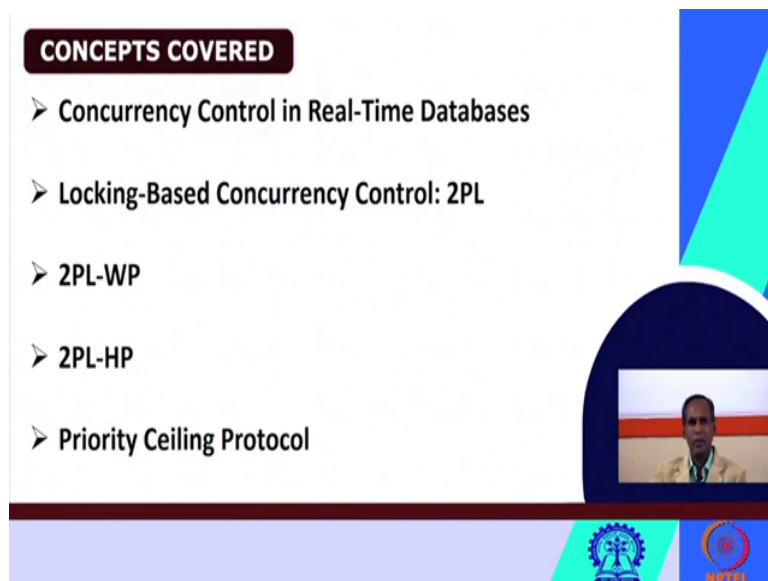 CONCEPTS COVERED
➤ Concurrency Control in Real-Time Databases
➤ Locking-Based Concurrency Control: 2PL
➤ 2PL-WP
➤ 2PL-HP
➤ Priority Ceiling Protocol
NPTEL